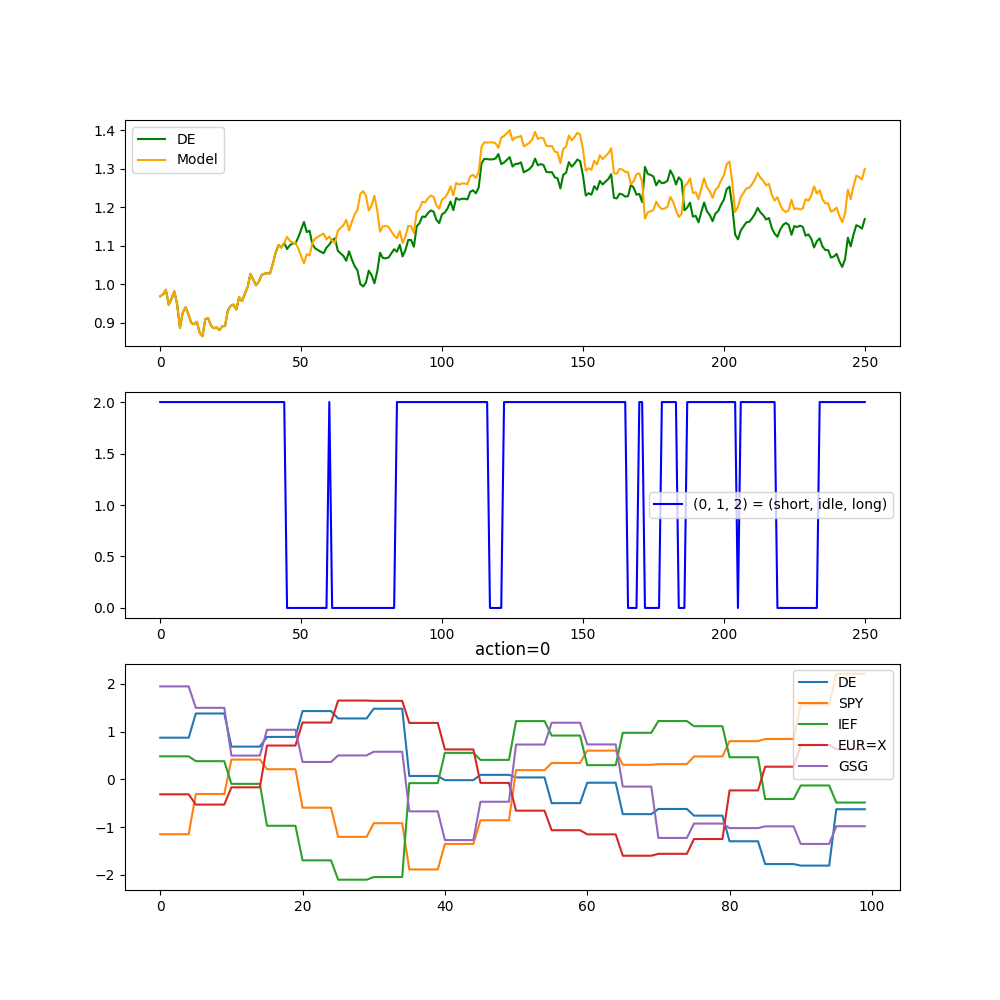 1.4
1.3
1.2
1.1
1.0
0.9
DE
Model
0 50 100 150 200 250
2.0
1.5
1.0
0.5
0.0
(0, 1, 2) = (short, idle, long)
0 50 100 150 200 250
action=0
2
1
0
−1
−2
DE
SPY
IEF
EUR=X
GSG
0 20 40 60 80 100